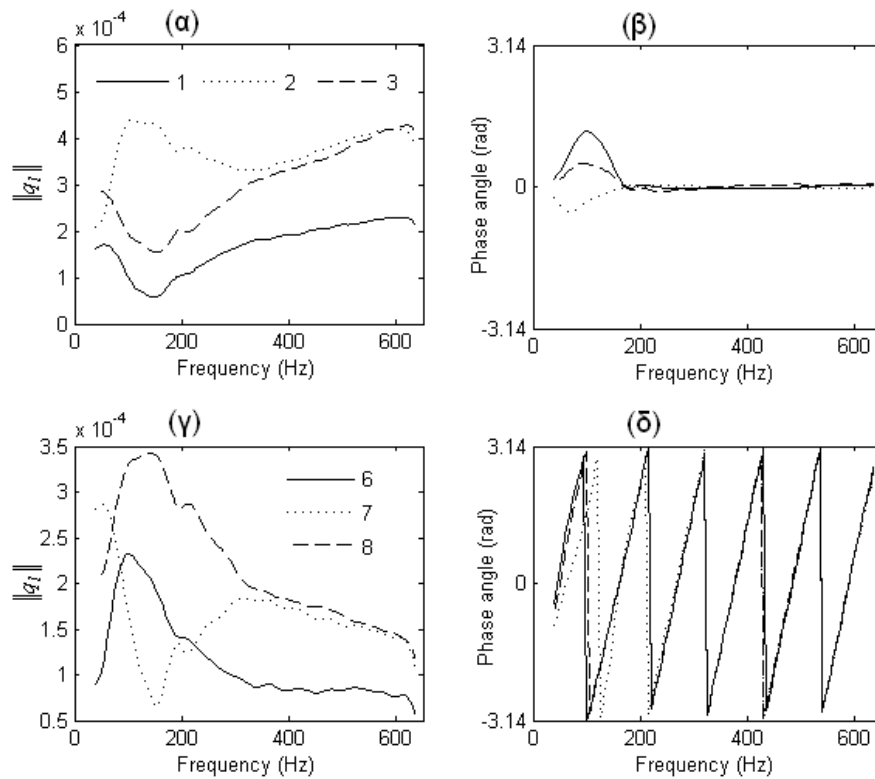 (α)
x 10⁻⁴
6
5
4
3
2
1
0
‖q_l‖
1 2 3
0 200 400 600
Frequency (Hz)
(β)
3.14
0
-3.14
Phase angle (rad)
0 200 400 600
Frequency (Hz)
(γ)
x 10⁻⁴
3.5
3
2.5
2
1.5
1
0.5
‖q_l‖
6
7
8
0 200 400 600
Frequency (Hz)
(δ)
3.14
0
-3.14
Phase angle (rad)
0 200 400 600
Frequency (Hz)